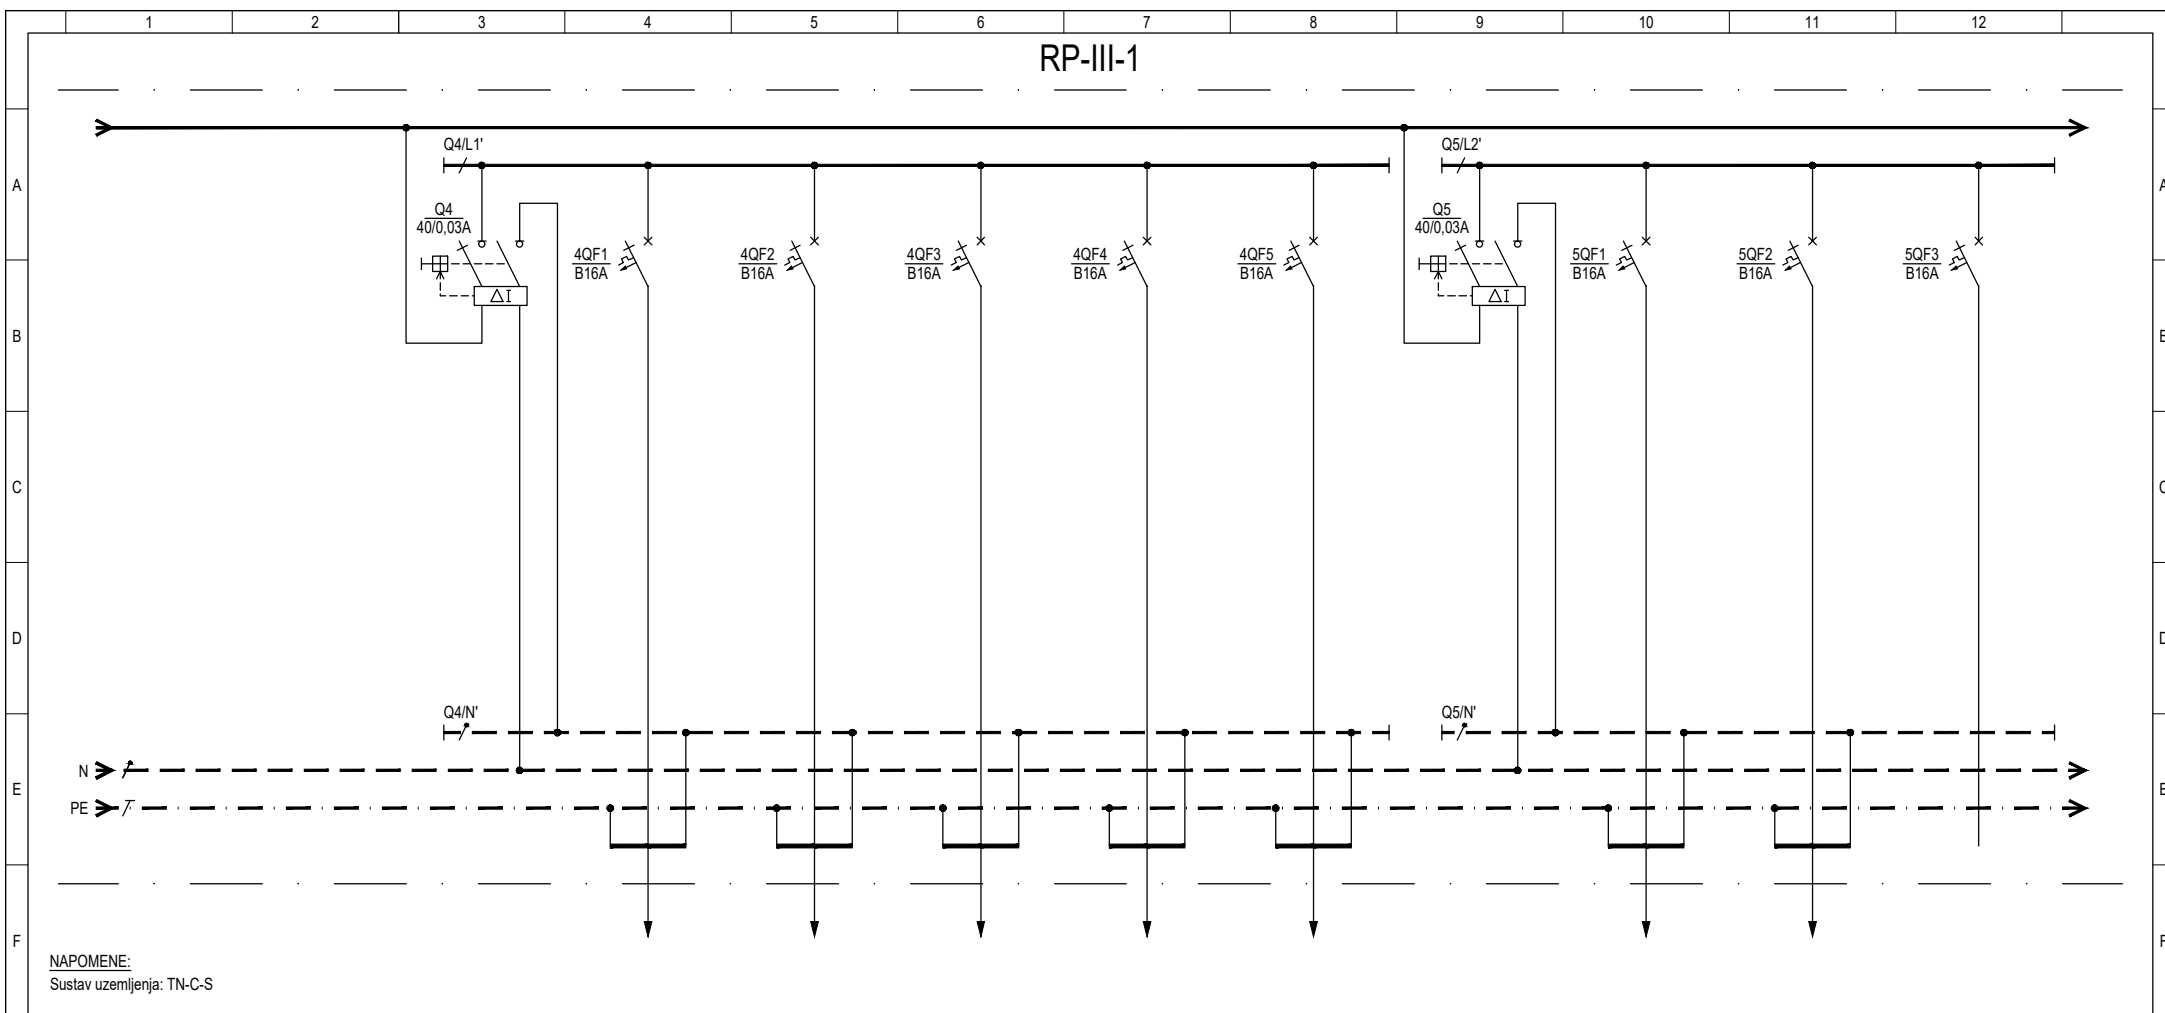 1 2 3 4 5 6 7 8 9 10 11 12
RP-III-1
Q4/L1' Q5/L2'
A A
Q4 Q5
40/0,03A 40/0,03A
4QF1 4QF2 4QF3 4QF4 4QF5 5QF1 5QF2 5QF3
B16A B16A B16A B16A B16A B16A B16A B16A
ΔI ΔI
B B
C C
D D
Q4/N' Q5/N'
N
E E
PE
F F
NAPOMENE:
Sustav uzemljenja: TN-C-S